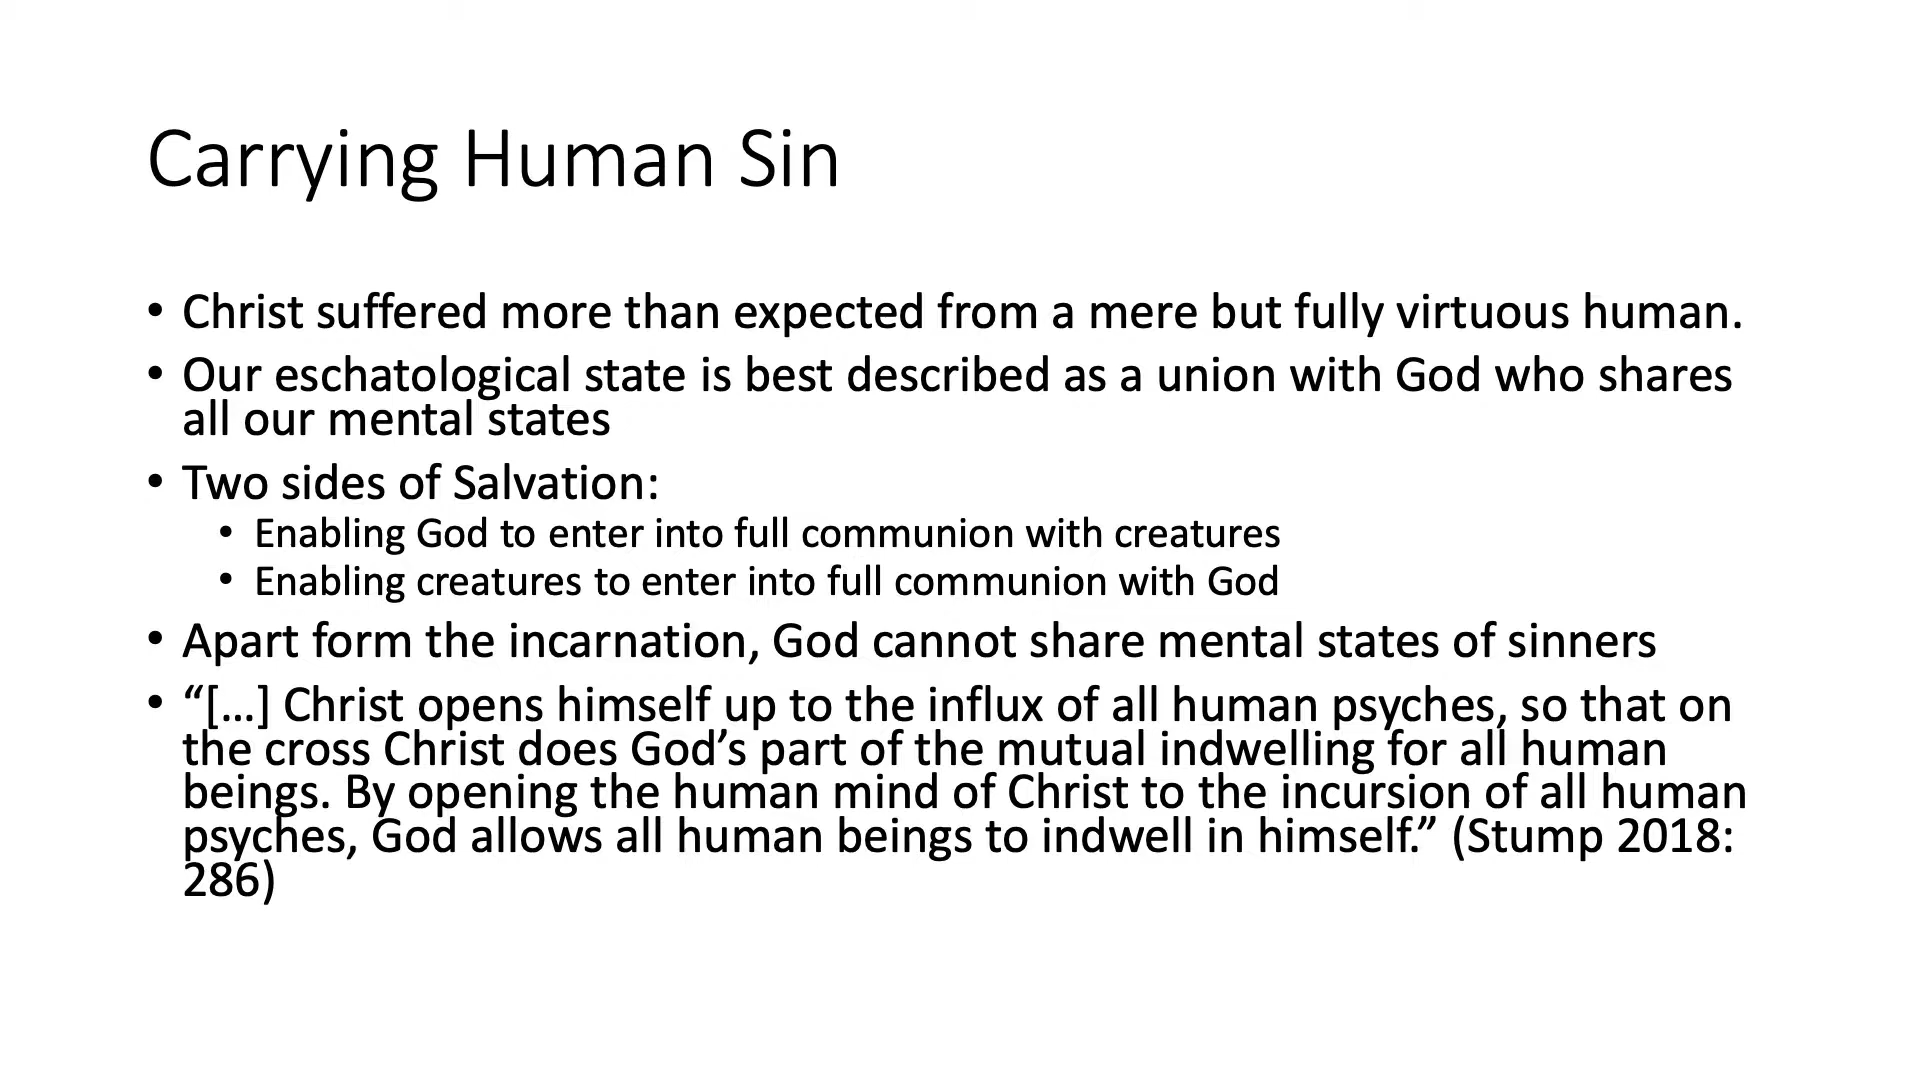 Carrying Human Sin
• Christ suffered more than expected from a mere but fully virtuous human.
• Our eschatological state is best described as a union with God who shares
all our mental states
• Two sides of Salvation:
• Enabling God to enter into full communion with creatures
• Enabling creatures to enter into full communion with God
• Apart form the incarnation, God cannot share mental states of sinners
• “[…] Christ opens himself up to the influx of all human psyches, so that on
the cross Christ does God’s part of the mutual indwelling for all human
beings. By opening the human mind of Christ to the incursion of all human
psyches, God allows all human beings to indwell in himself.” (Stump 2018:
286)